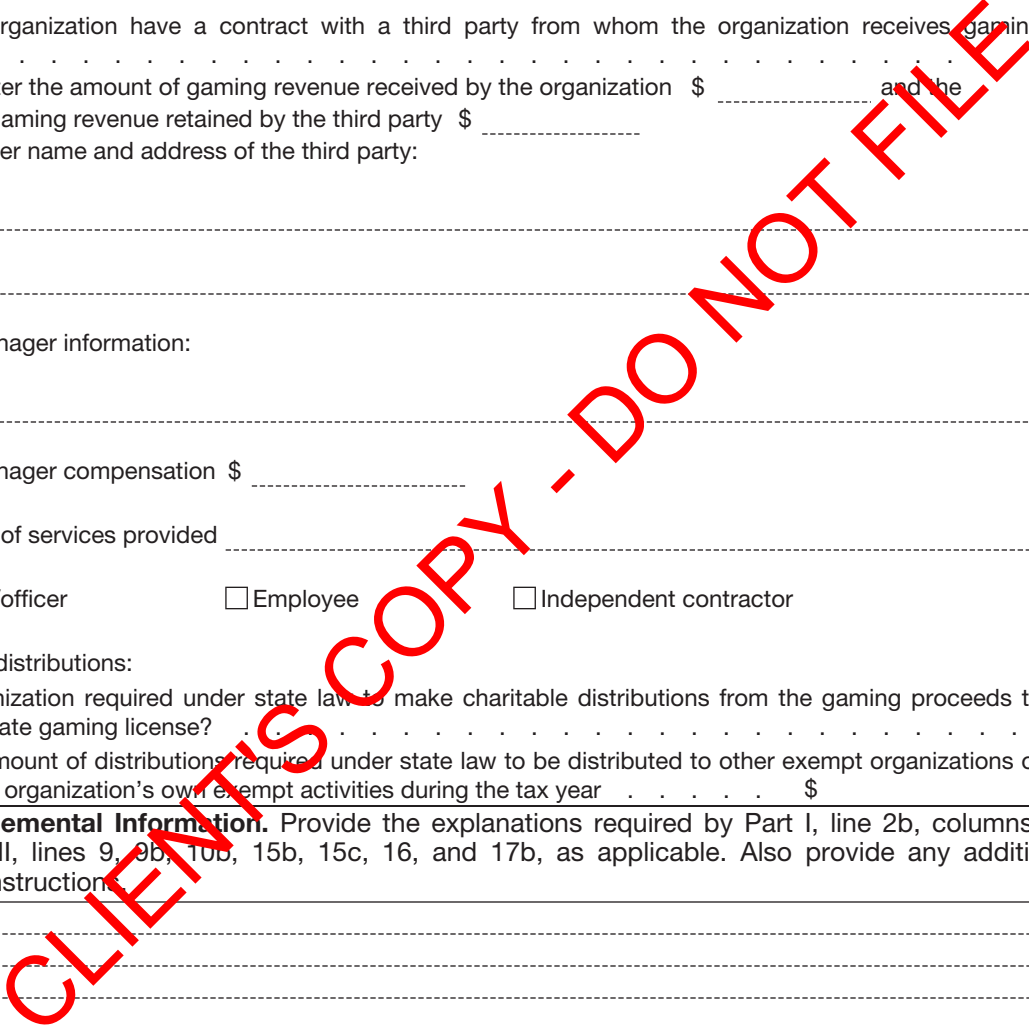 rganization have a contract with a third party from whom the organization receives gamin
. . . . . . . . . . . . . . . . . . . . . . . . . . . . . .
er the amount of gaming revenue received by the organization $ and the
aming revenue retained by the third party $
er name and address of the third party:
nager information:
nager compensation $
of services provided
officer Employee Independent contractor
distributions:
nization required under state law to make charitable distributions from the gaming proceeds t
ate gaming license? . . . . . . . . . . . . . . . . . . . . . . . . .
mount of distributions required under state law to be distributed to other exempt organizations o
organization’s own exempt activities during the tax year . . . . . $
emental Information. Provide the explanations required by Part I, line 2b, columns
II, lines 9, 9b, 10b, 15b, 15c, 16, and 17b, as applicable. Also provide any additi
nstructions.
CLIENT'S COPY - DO NOT FILE